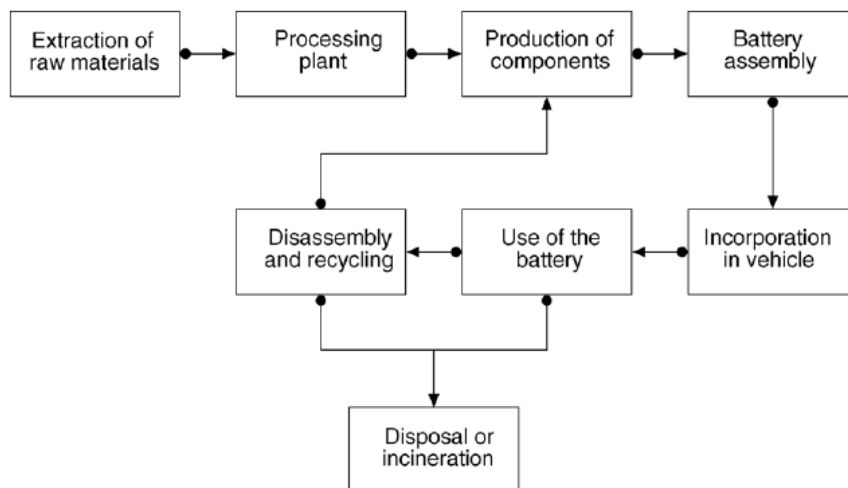 Extraction of
raw materials
Processing
plant
Production of
components
Battery
assembly
Disassembly
and recycling
Use of the
battery
Incorporation
in vehicle
Disposal or
incineration